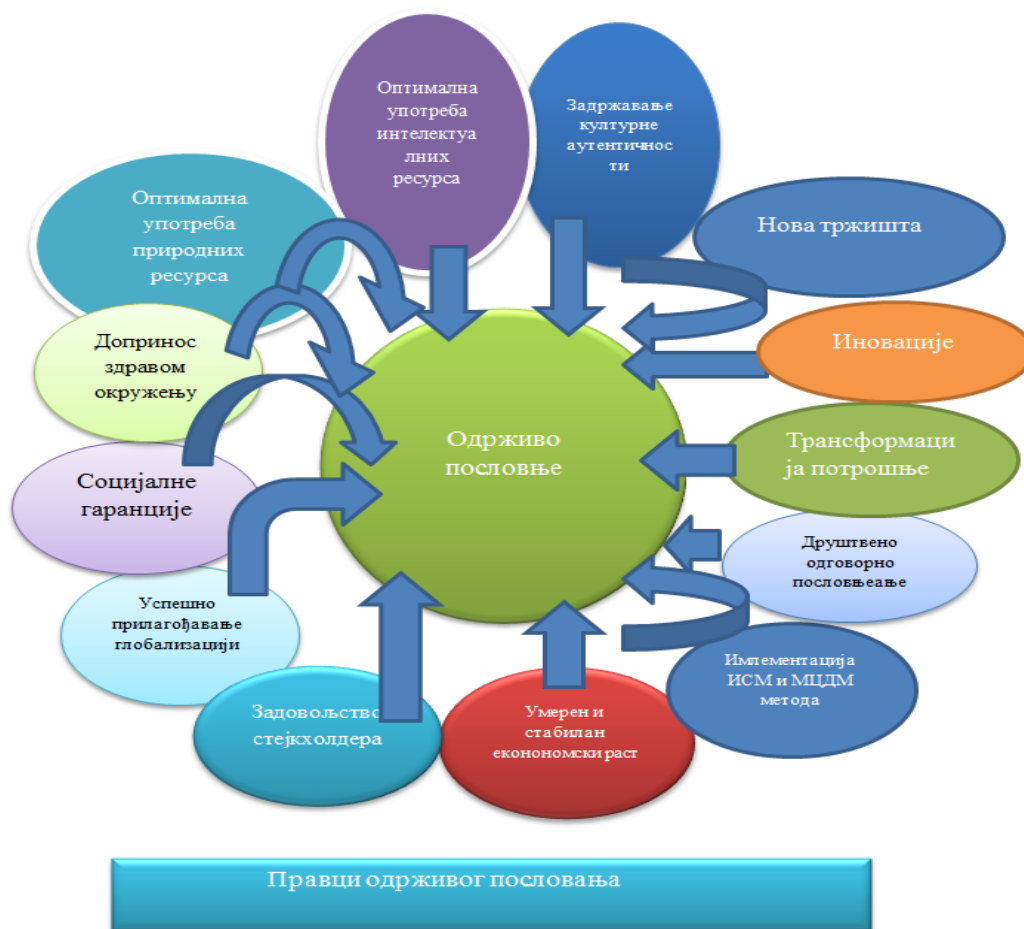 Оптимална
употреба
интелектуа
лних
ресурса
Задржавање
културне
аутентичнос
ти
Оптимална
употреба
природних
ресурса
Нова тржишта
Допринос
здравом
окружењу
Иновације
Одрживо
пословње
Трансформаци
ја потрошње
Социјалне
гаранције
Друштвено
одговорно
пословњеање
Успешно
прилагођавање
глобализацији
Имлементација
ИСМ и МЦДМ
метода
Задовољство
стејкхолдера
Умерен и
стабилан
економомски раст
Правци одрживог пословања